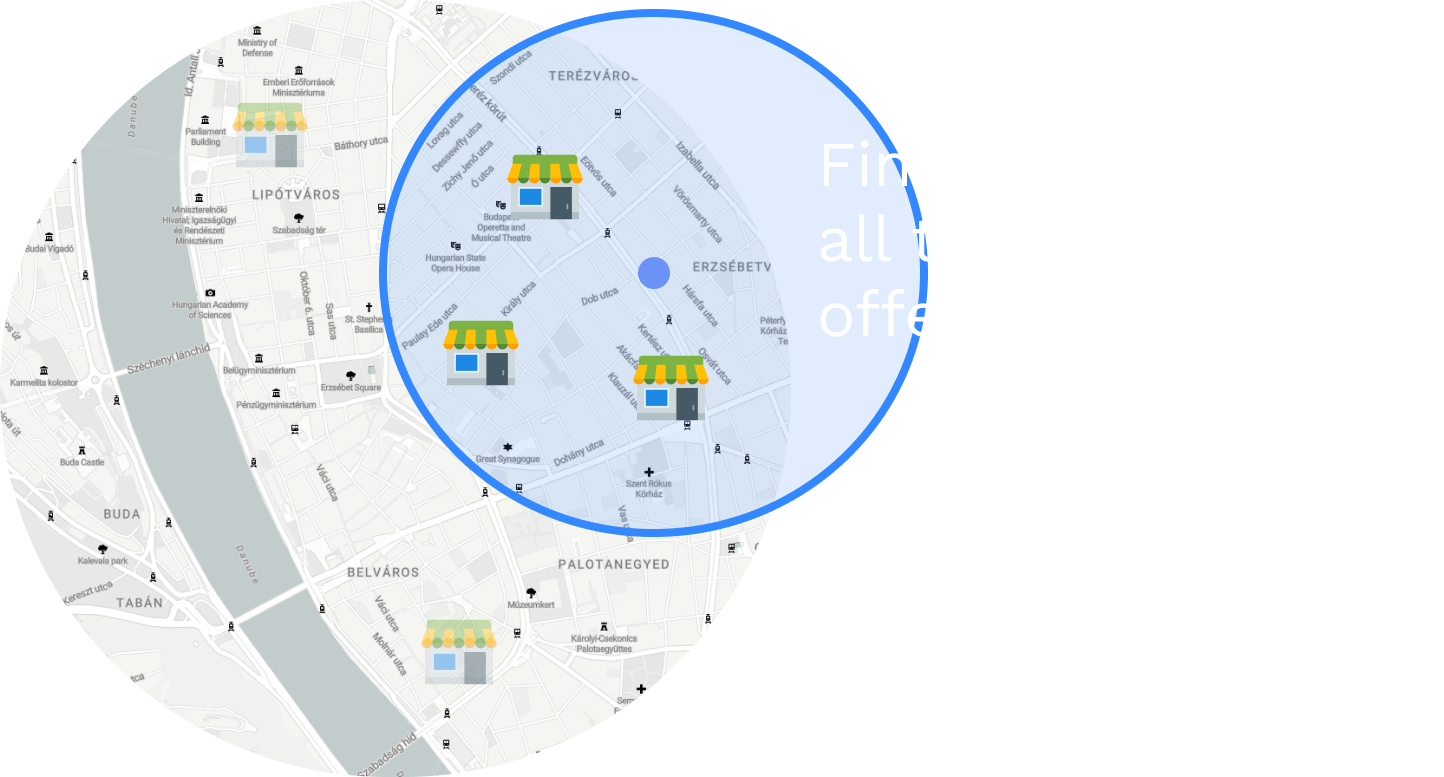 Ministry of
Defense
Id. Antall J
Szondi utca
TERÉZVÁROS
Emberi Erőforrások
Minisztériuma
Danube
Teréz körút
Parliament
Building
Báthory utca
Lovag utca
Dessewffy utca
Zichy Jenő utca
Ó utca
Eötvös utca
Izabella utca
Fin
LIPÓTVÁROS
Vörösmarty utca
Miniszterelnöki
Hivatal; Igazságügyi
és Rendészeti
Minisztérium
Szabadság tér
Budapest
Operetta and
Musical Theatre
all t
Budai Vigadó
Hungarian State
Opera House
ERZSÉBETV
Hungarian Academy
of Sciences
Október 6. utca
Sas utca
St. Stephen's
Basilica
Király utca
Dob utca
Hársfa utca
offe
Paulay Ede utca
Kertész u
Péterfy
Kórház
Te
Széchenyi lánchíd
Akácfa
Osvát utca
Karmelita kolostor
Belügyminisztérium
Erzsébet Square
Klauzál u
Pénzügyminisztérium
Buda Castle
Great Synagogue
Dohány utca
Váci utca
Szent Rókus
Kórház
BUDA
Vas utca
Kalevala park
Danube
BELVÁROS
PALOTANEGYED
Kereszt utca
TABÁN
Váci utca
Múzeumkert
Molnár utca
Károlyi-Csekonics
Palotaegyüttes
utca
Sem
Szabadság híd